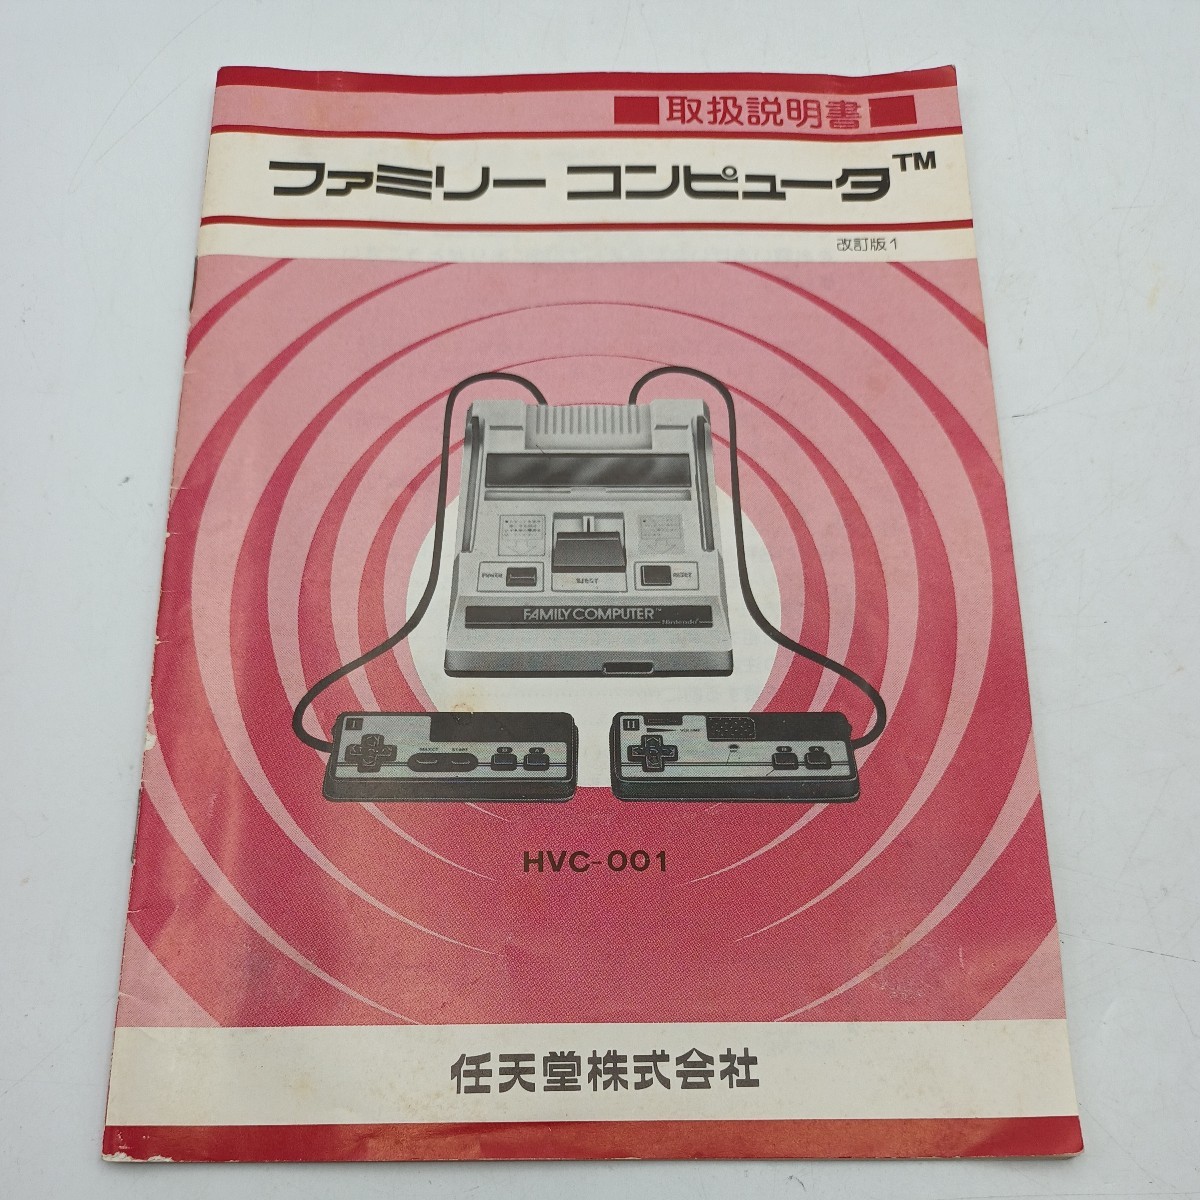 ■取扱説明書■
ファミリー コンピュータ™
改訂版1
POWER
EJECT
RESET
FAMILY COMPUTER™
Nintendo
I
SELECT START
B A
II
VOLUME
B A
HVC-001
任天堂株式会社